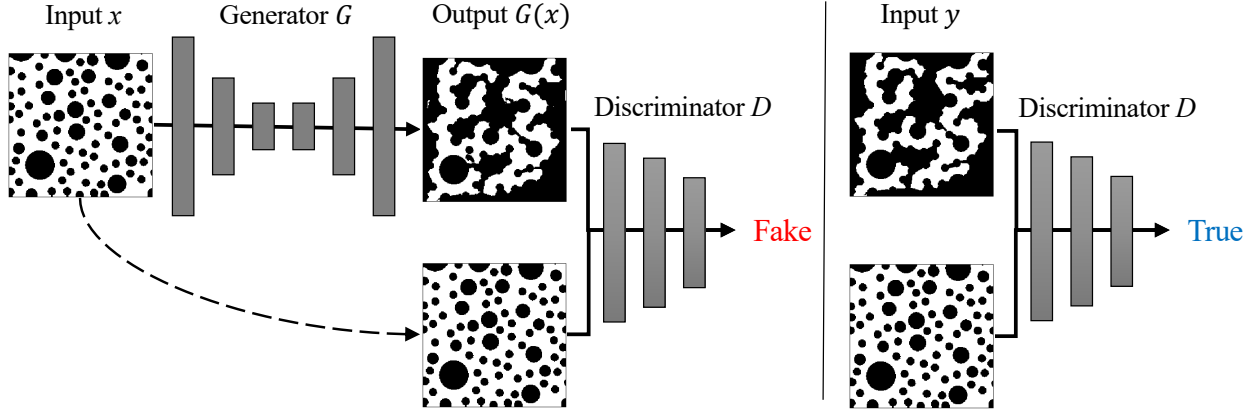 Input x
Generator G
Output G(x)
Input y
Discriminator D
Discriminator D
Fake
True